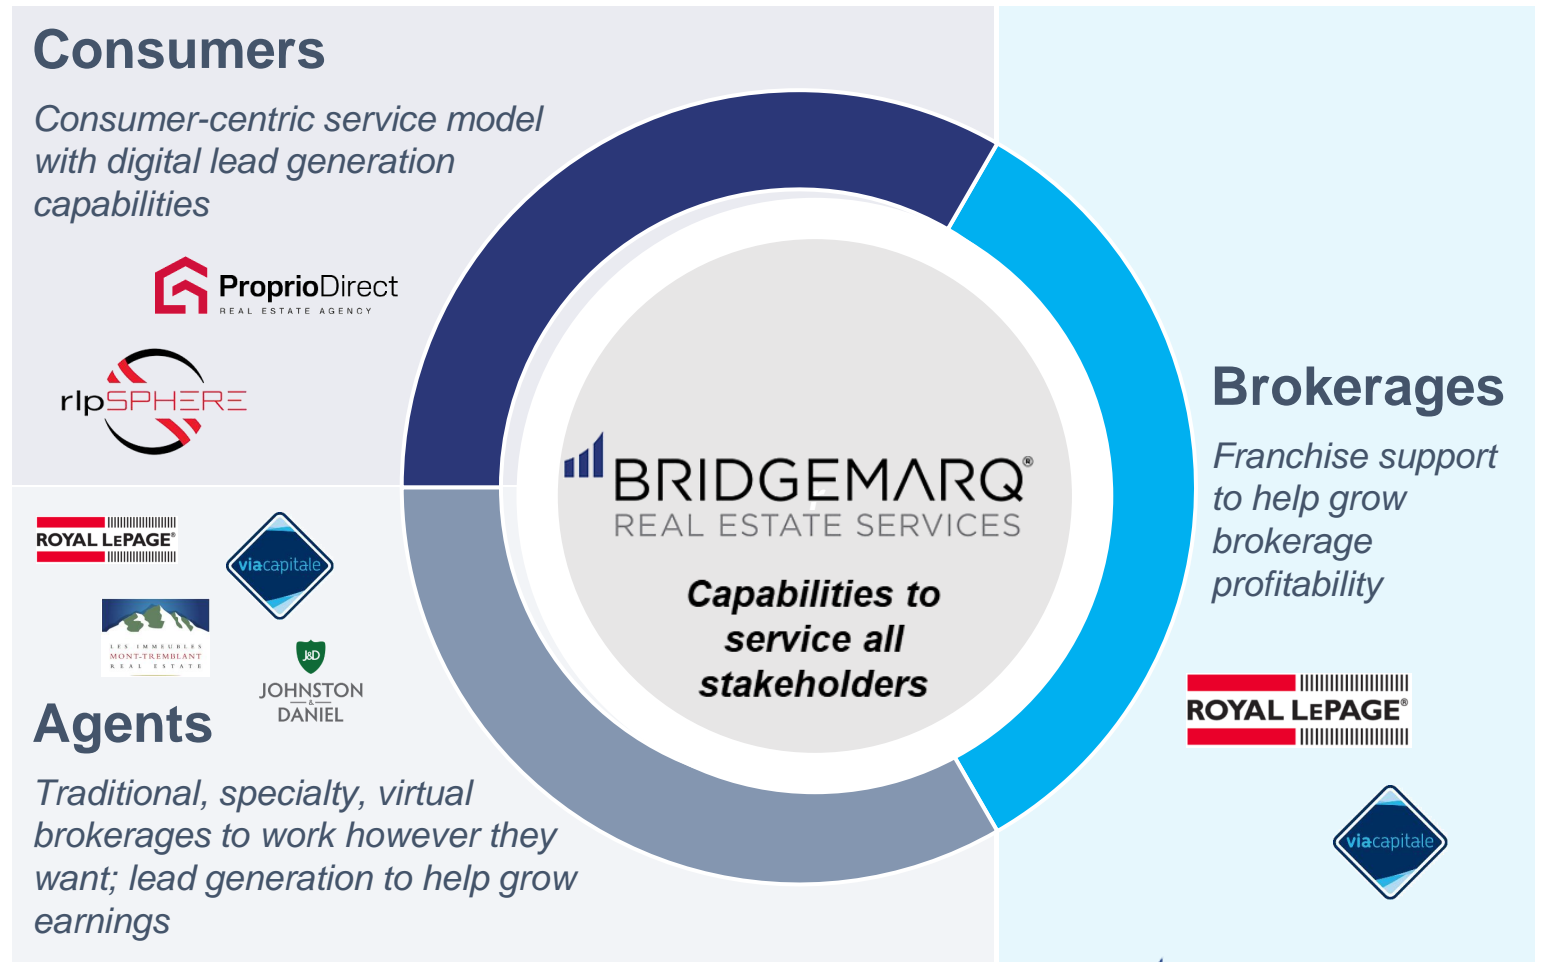 Consumers
Consumer-centric service model
with digital lead generation
capabilities
ProprioDirect
REAL ESTATE AGENCY
rlpSPHERE
ROYAL LEPAGE®
viacapitale
LES IMMEUBLES
MONT-TREMBLANT
REAL ESTATE
J&D
JOHNSTON
&
DANIEL
Agents
Traditional, specialty, virtual
brokerages to work however they
want; lead generation to help grow
earnings
BRIDGEMARQ®
REAL ESTATE SERVICES
Capabilities to
service all
stakeholders
Brokerages
Franchise support
to help grow
brokerage
profitability
ROYAL LEPAGE®
viacapitale